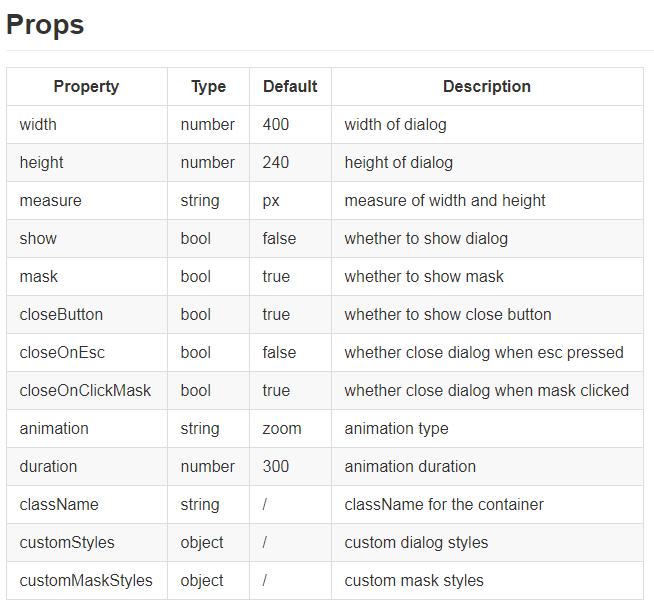 Props
Property Type Default Description
width number 400 width of dialog
height number 240 height of dialog
measure string px measure of width and height
show bool false whether to show dialog
mask bool true whether to show mask
closeButton bool true whether to show close button
closeOnEsc bool false whether close dialog when esc pressed
closeOnClickMask bool true whether close dialog when mask clicked
animation string zoom animation type
duration number 300 animation duration
className string / className for the container
customStyles object / custom dialog styles
customMaskStyles object / custom mask styles